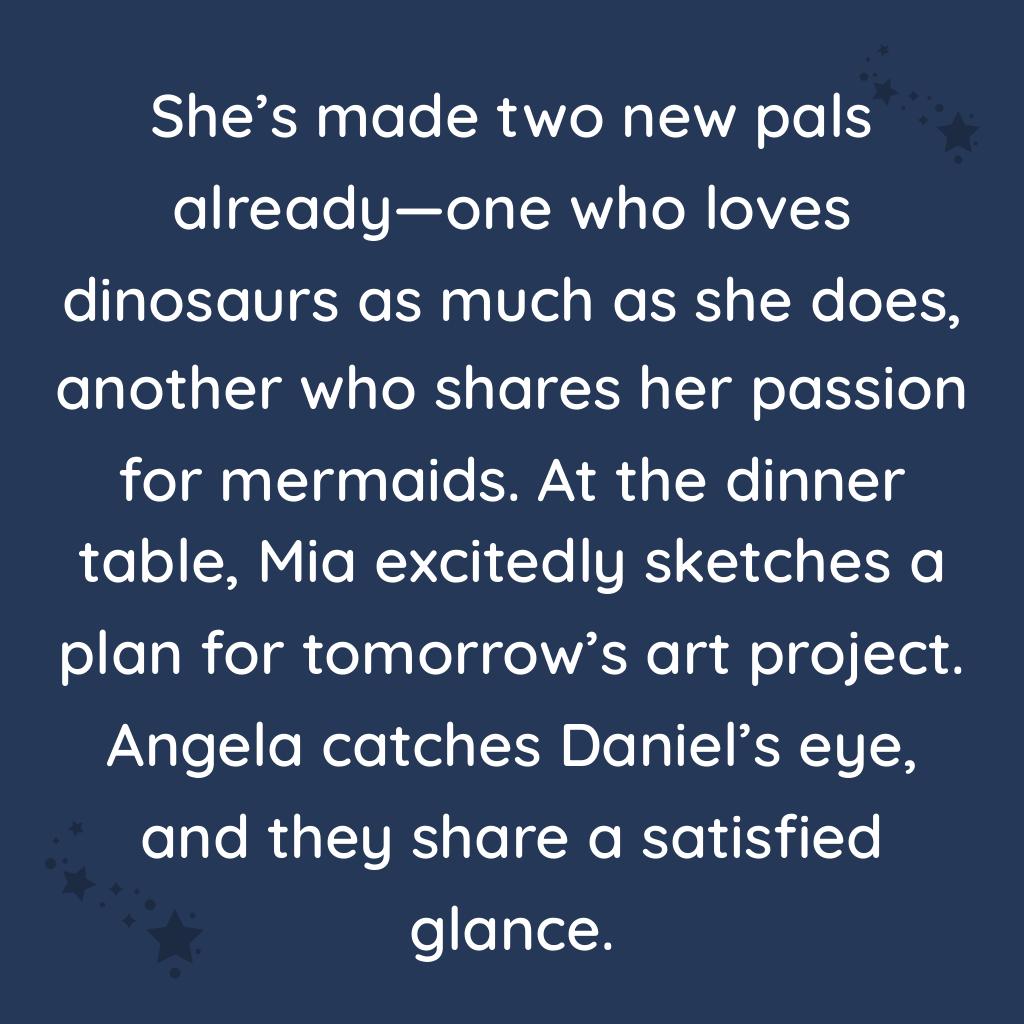 She’s made two new pals
already—one who loves
dinosaurs as much as she does,
another who shares her passion
for mermaids. At the dinner
table, Mia excitedly sketches a
plan for tomorrow’s art project.
Angela catches Daniel’s eye,
and they share a satisfied
glance.